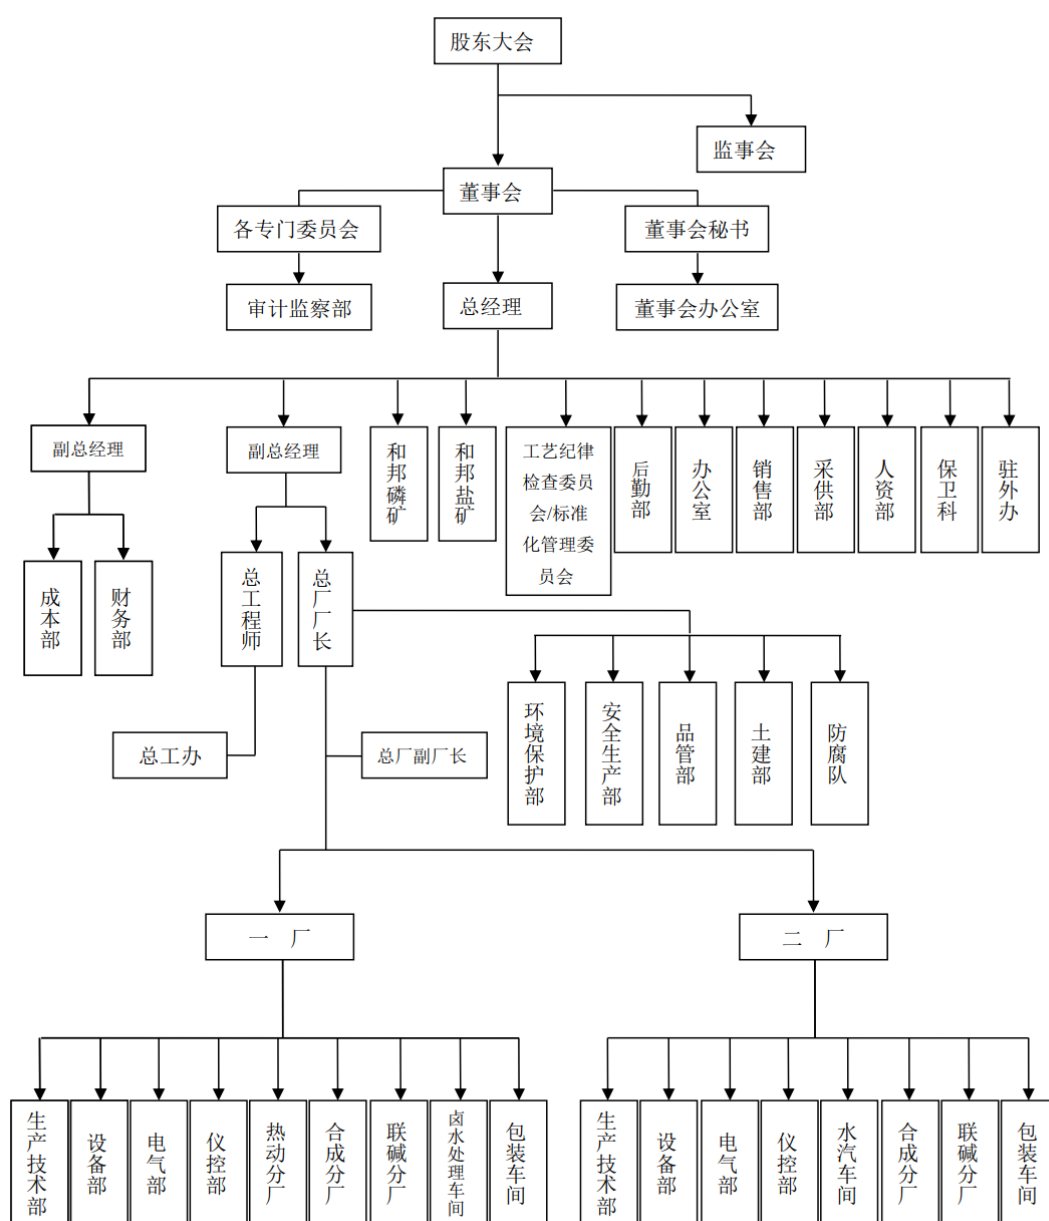 股东大会
监事会
董事会
各专门委员会
董事会秘书
审计监察部
总经理
董事会办公室
副总经理
副总经理
和邦磷矿
和邦盐矿
工艺纪律
检查委员
会/标准
化管理委
员会
后勤部
办公室
销售部
采供部
人资部
保卫科
驻外办
成本部
财务部
总工程师
总厂厂长
环境保护部
安全生产部
品管部
土建部
防腐队
总工办
总厂副厂长
一 厂
二 厂
生产技术部
设备部
电气部
仪控部
热动分厂
合成分厂
联碱分厂
卤水处理车间
包装车间
生产技术部
设备部
电气部
仪控部
水汽车间
合成分厂
联碱分厂
包装车间